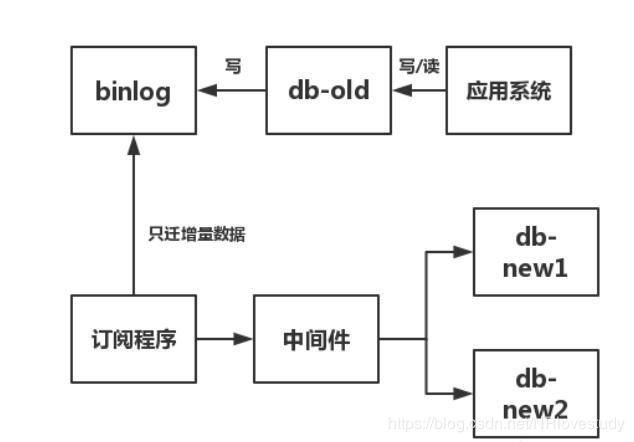 binlog
写
db-old
写/读
应用系统
只迁增量数据
db-
new1
订阅程序
中间件
db-
new2
https://blog.csdn.net/NRlovestudy